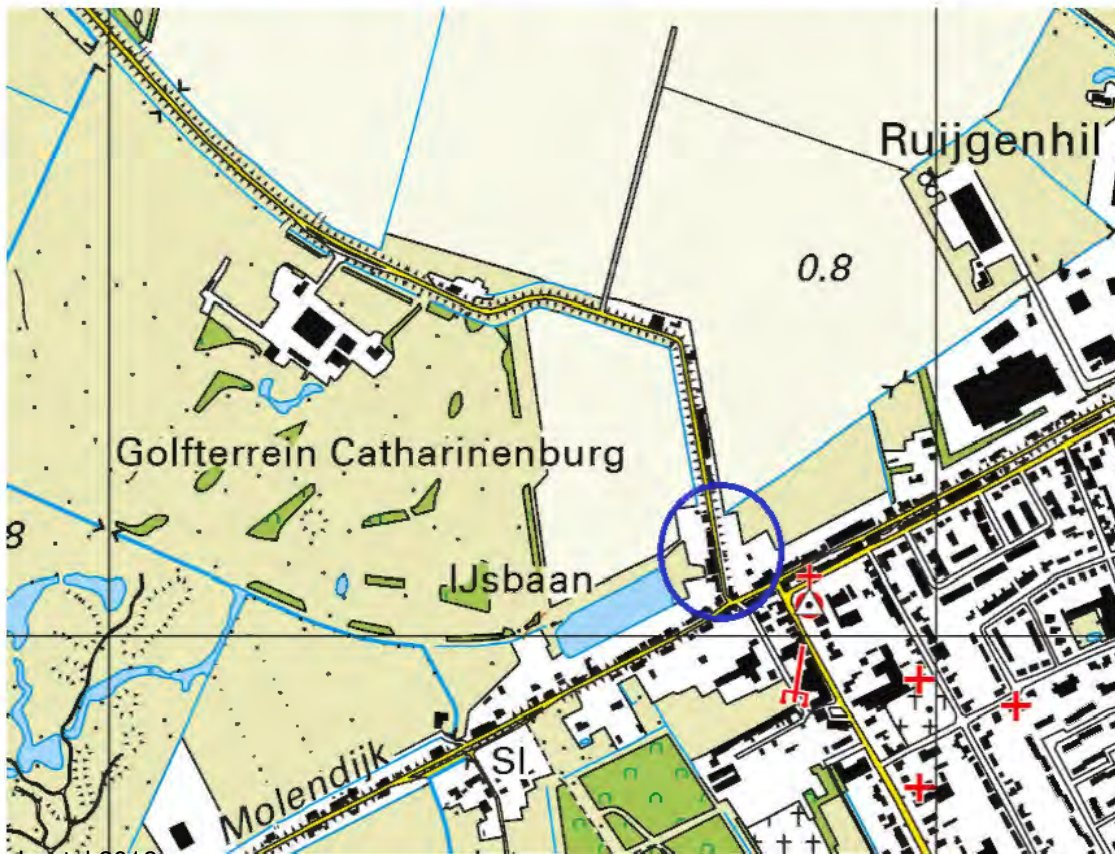 Ruijgenhil
0.8
Golfterrein Catharinenburg
8
IJsbaan
Sl.
Molendijk